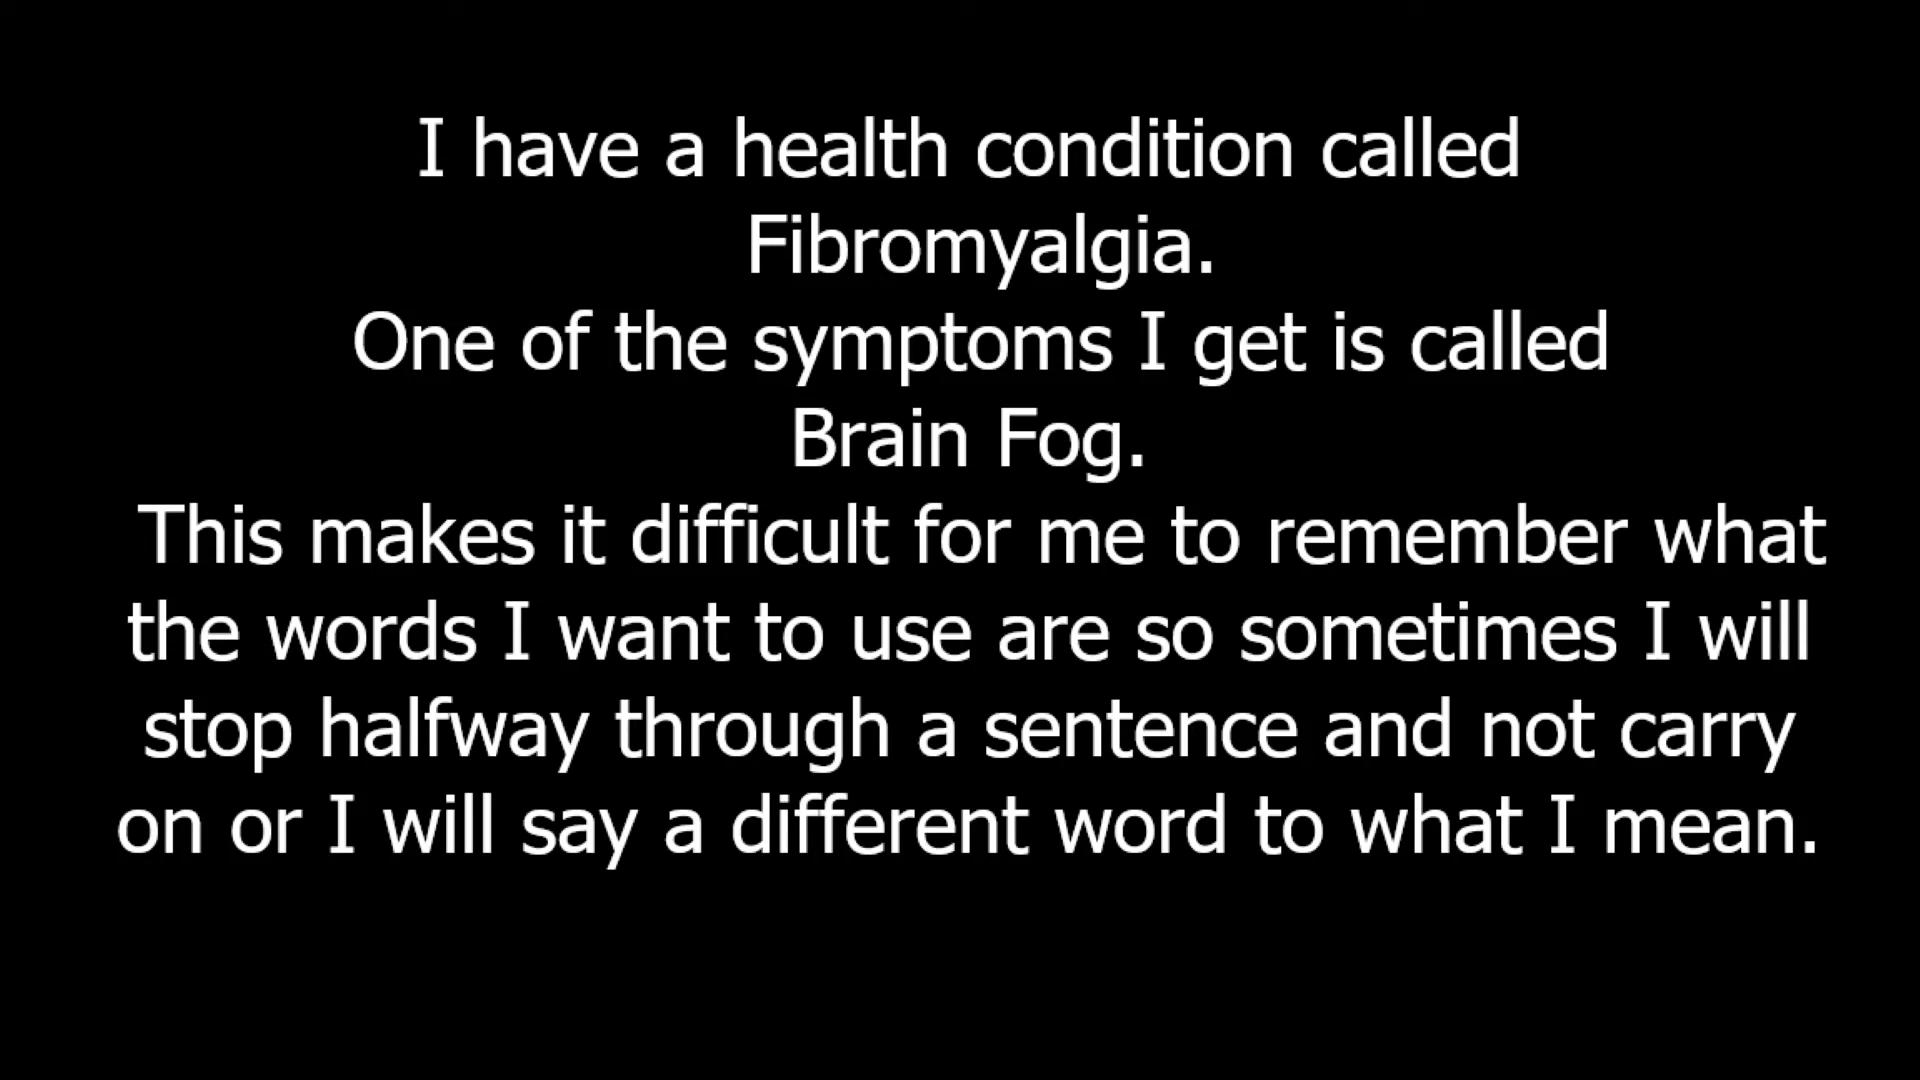 I have a health condition called
Fibromyalgia.
One of the symptoms I get is called
Brain Fog.
This makes it difficult for me to remember what
the words I want to use are so sometimes I will
stop halfway through a sentence and not carry
on or I will say a different word to what I mean.